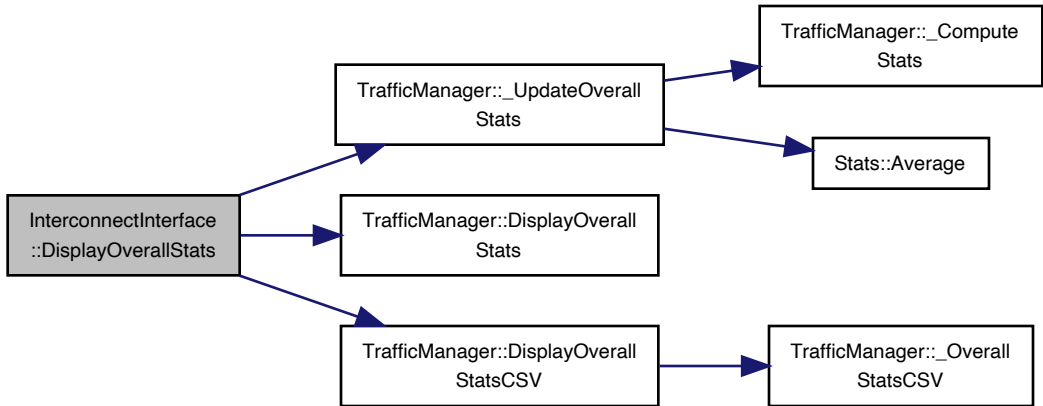 TrafficManager::_Compute
Stats
TrafficManager::_UpdateOverall
Stats
Stats::Average
InterconnectInterface
::DisplayOverallStats
TrafficManager::DisplayOverall
Stats
TrafficManager::DisplayOverall
StatsCSV
TrafficManager::_Overall
StatsCSV